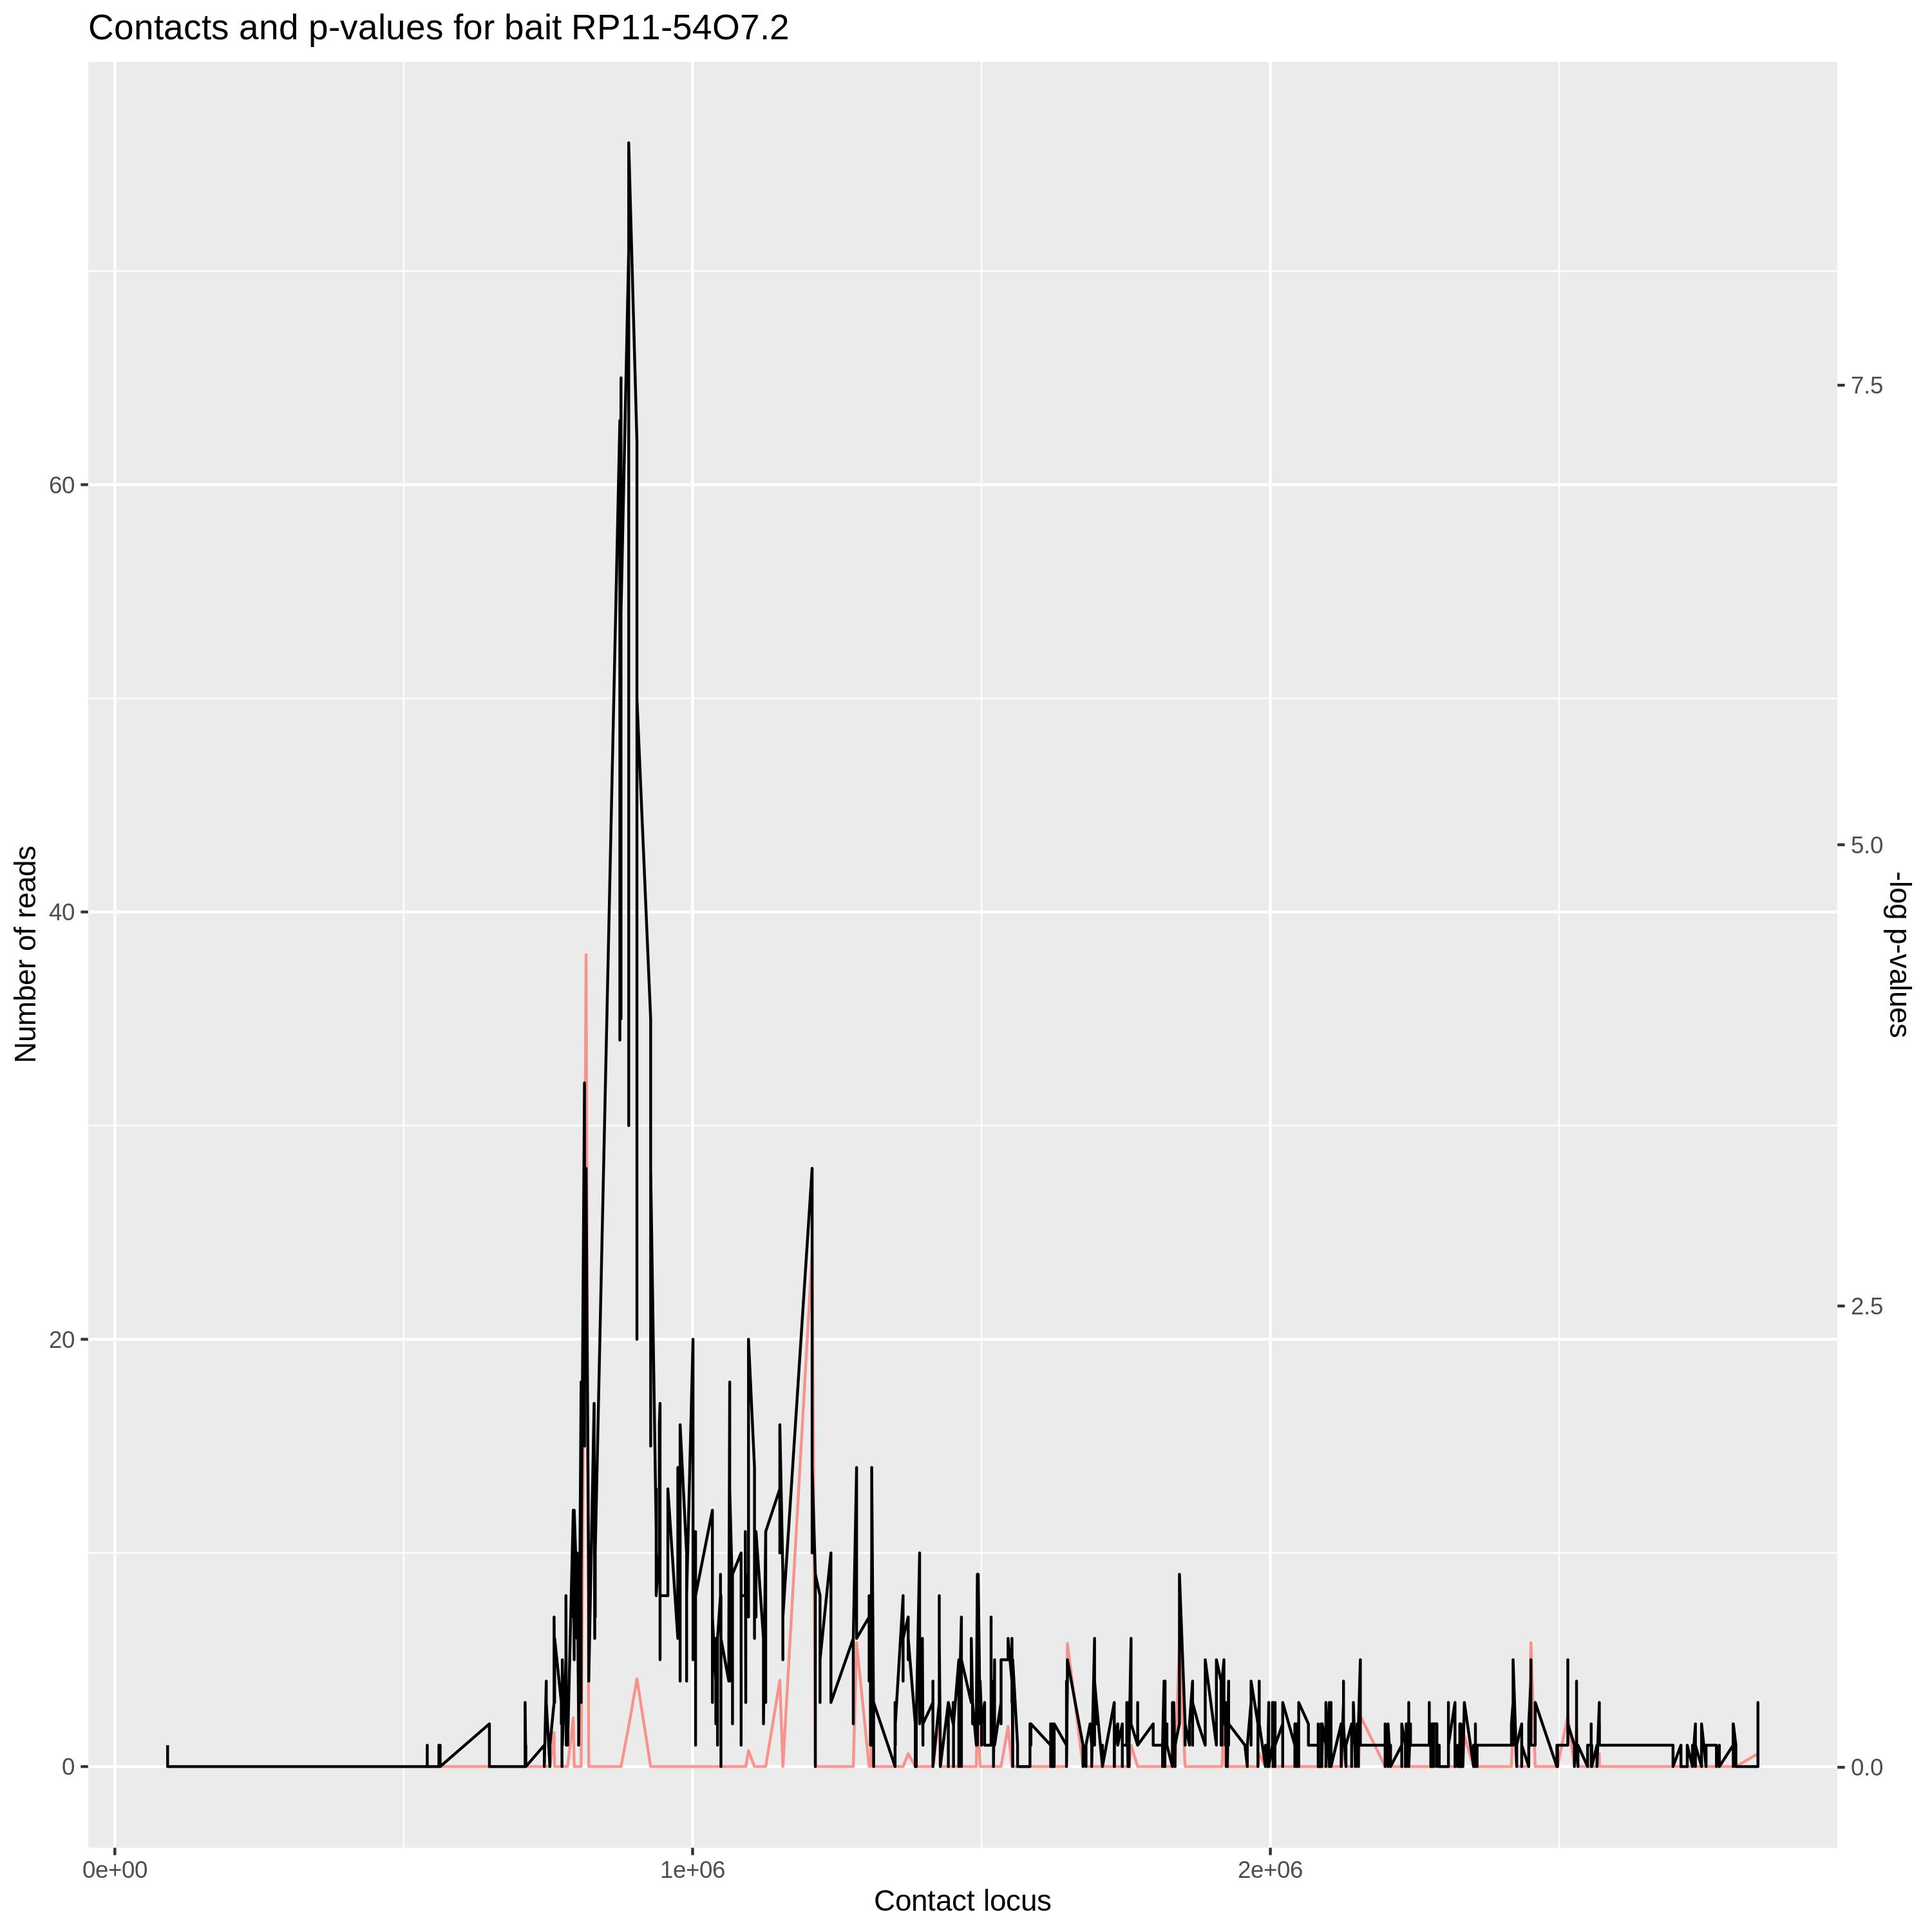 Contacts and p-values for bait RP11-54O7.2
Number of reads
60
40
20
0
7.5
5.0
2.5
0.0
-log p-values
0e+00
1e+06
2e+06
Contact locus